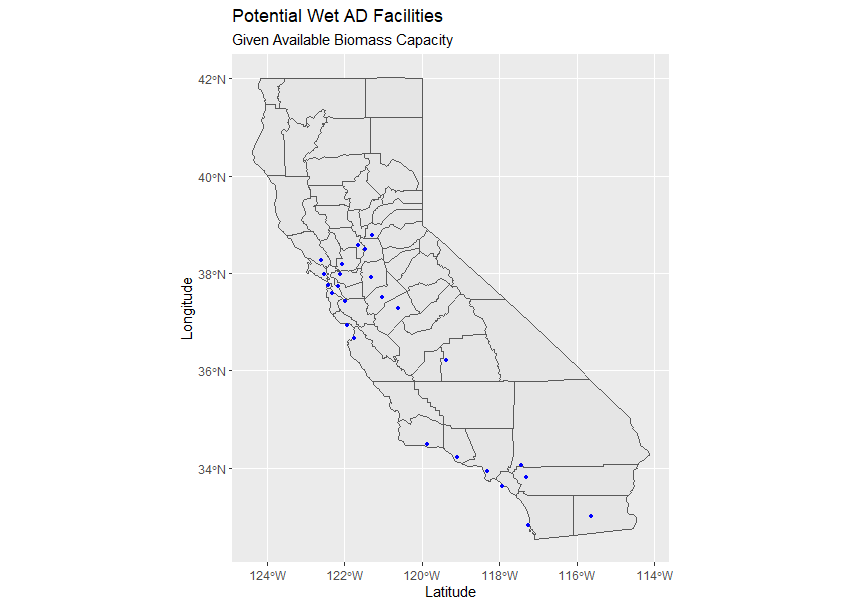 Potential Wet AD Facilities
Given Available Biomass Capacity
42°N
40°N
38°N
36°N
34°N
Longitude
124°W 122°W 120°W 118°W 116°W 114°W
Latitude